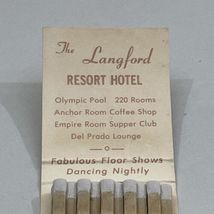 The Langford
RESORT HOTEL
Olympic Pool 220 Rooms
Anchor Room Coffee Shop
Empire Room Supper Club
Del Prado Lounge
Fabulous Floor Shows
Dancing Nightly